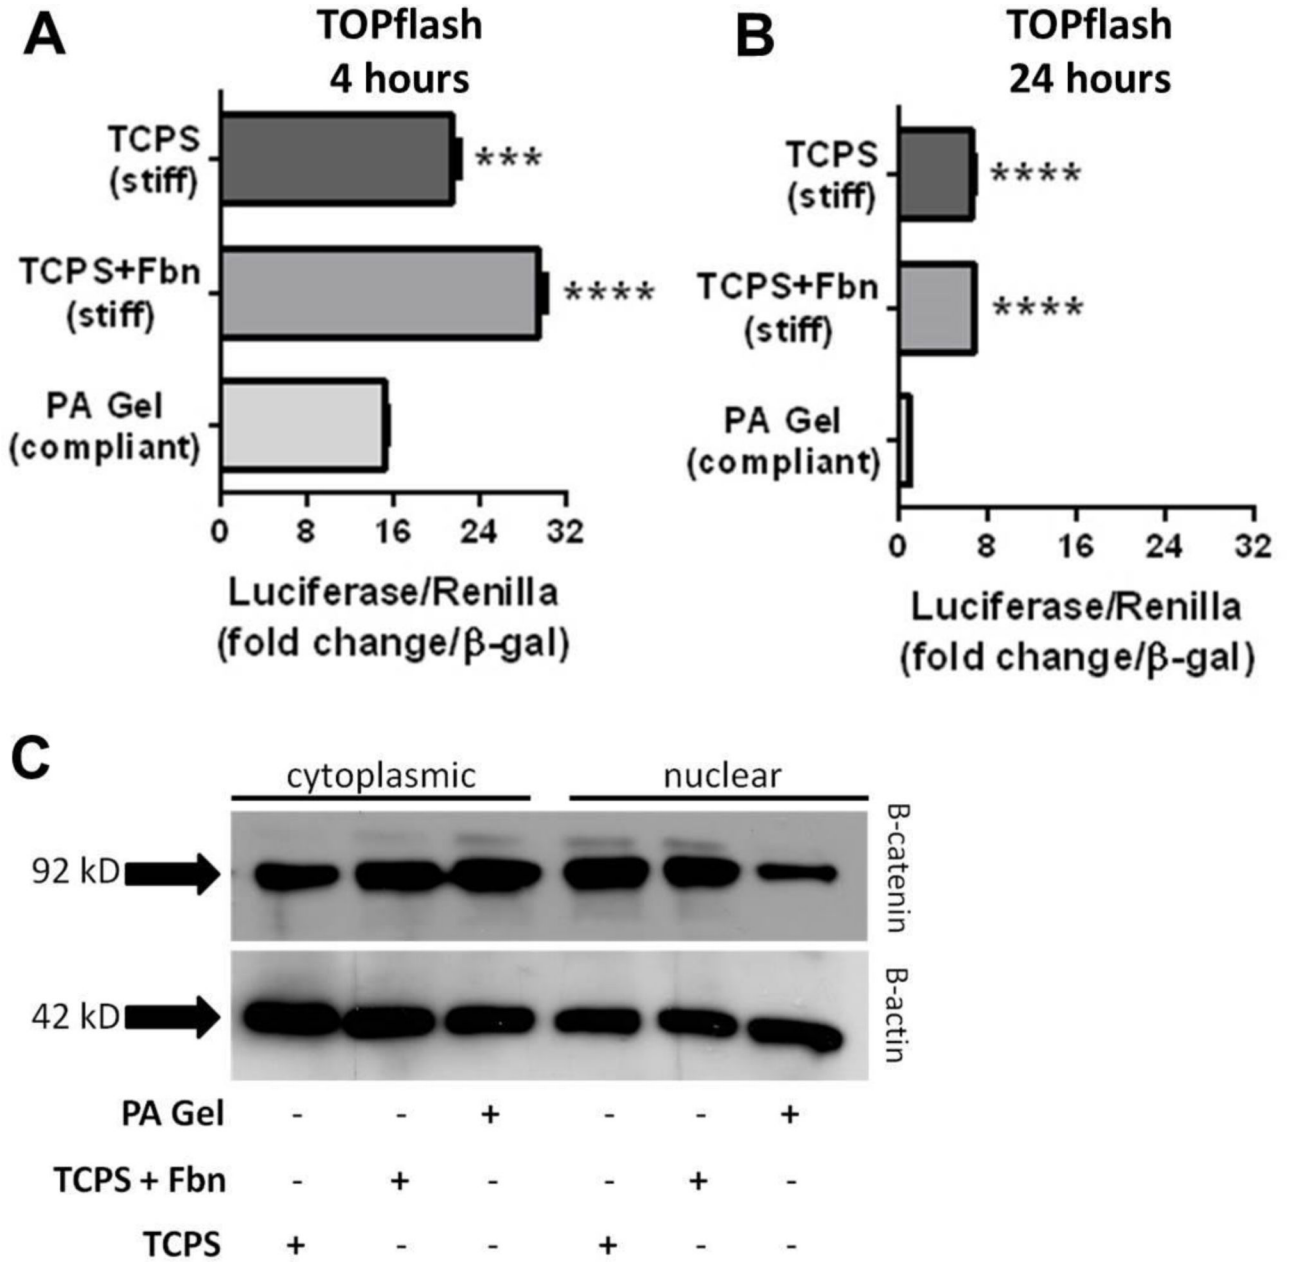 A
TOPflash
4 hours
TCPS
(stiff)
***
TCPS+Fbn
(stiff)
****
PA Gel
(compliant)
0 8 16 24 32
Luciferase/Renilla
(fold change/β-gal)
B
TOPflash
24 hours
TCPS
(stiff)
****
TCPS+Fbn
(stiff)
****
PA Gel
(compliant)
0 8 16 24 32
Luciferase/Renilla
(fold change/β-gal)
C
cytoplasmic nuclear
92 kD
B-catenin
42 kD
B-actin
PA Gel - - + - - +
TCPS + Fbn - + - - + -
TCPS + - - + - -